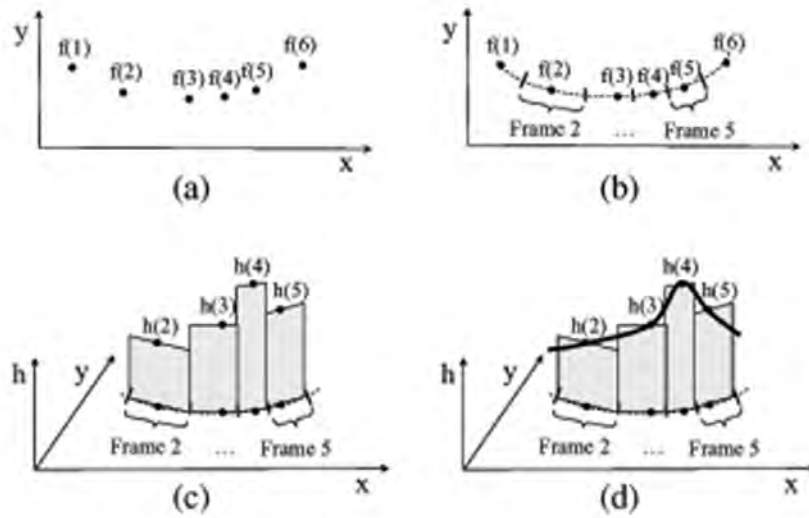 y
f(1)
f(2)
f(3)
f(4)
f(5)
f(6)
x
(a)
y
f(1)
f(2)
f(3)
f(4)
f(5)
f(6)
Frame 2 ... Frame 5
x
(b)
h(4)
h(3)
h(5)
h(2)
h
y
Frame 2 ... Frame 5
x
(c)
h(4)
h(3)
h(5)
h(2)
h
y
Frame 2 ... Frame 5
x
(d)